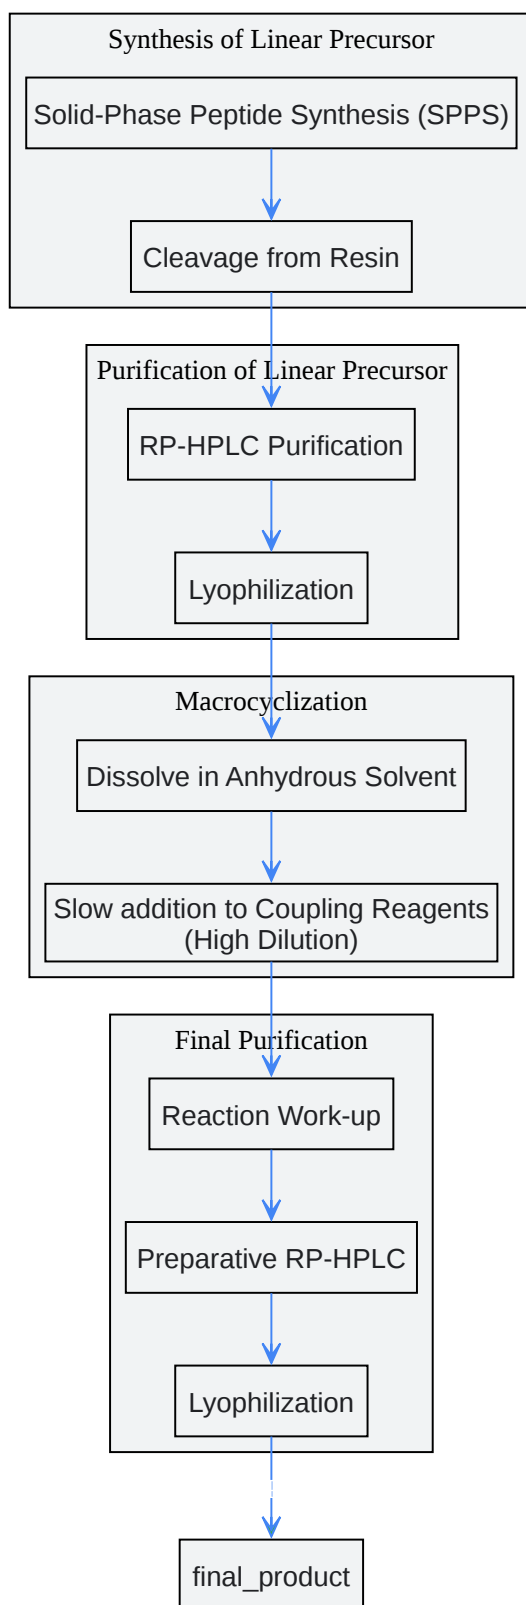 Synthesis of Linear Precursor
Solid-Phase Peptide Synthesis (SPPS)
Cleavage from Resin
Purification of Linear Precursor
RP-HPLC Purification
Lyophilization
Macrocyclization
Dissolve in Anhydrous Solvent
Slow addition to Coupling Reagents
(High Dilution)
Final Purification
Reaction Work-up
Preparative RP-HPLC
Lyophilization
final_product